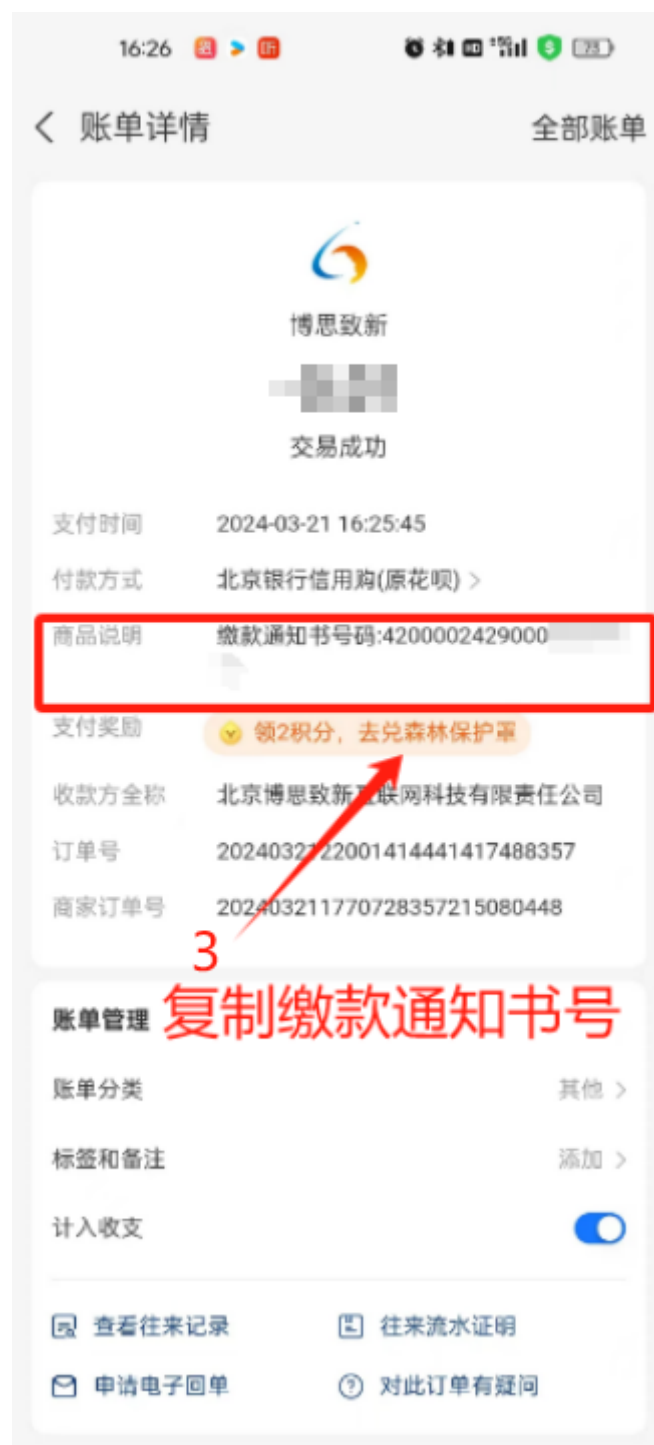 16:26
73
账单详情
全部账单
博思致新
交易成功
支付时间 2024-03-21 16:25:45
付款方式 北京银行信用购(原花呗) >
商品说明 缴款通知书号码:4200002429000
支付奖励 领2积分，去兑森林保护罩
收款方全称 北京博思致新互联网科技有限责任公司
订单号 2024032122001414441417488357
商家订单号 20240321177072835721508044​8
3
复制缴款通知书号
账单管理
账单分类 其他 >
标签和备注 添加 >
计入收支
查看往来记录 往来流水证明
申请电子回单 对此订单有疑问